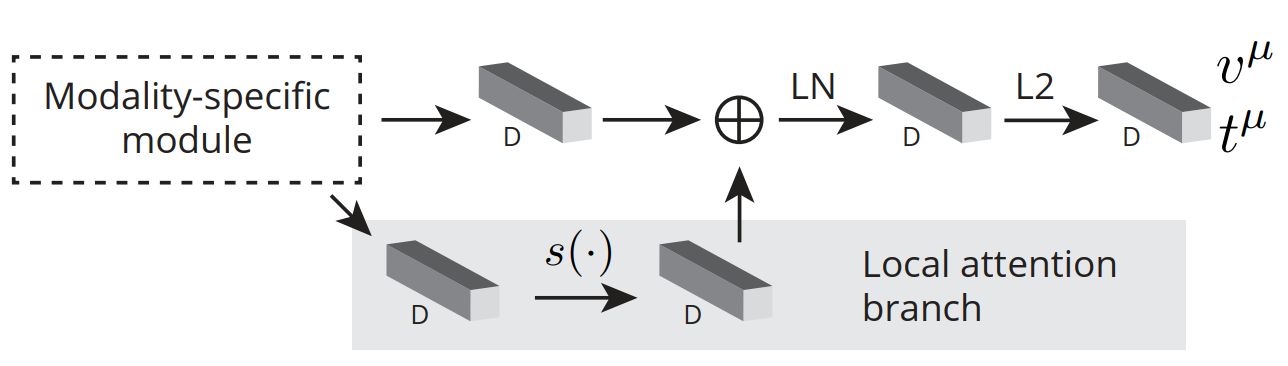 Modality-specific
module
D
LN
D
L2
D
v^μ
t^μ
D
s(·)
D
Local attention
branch